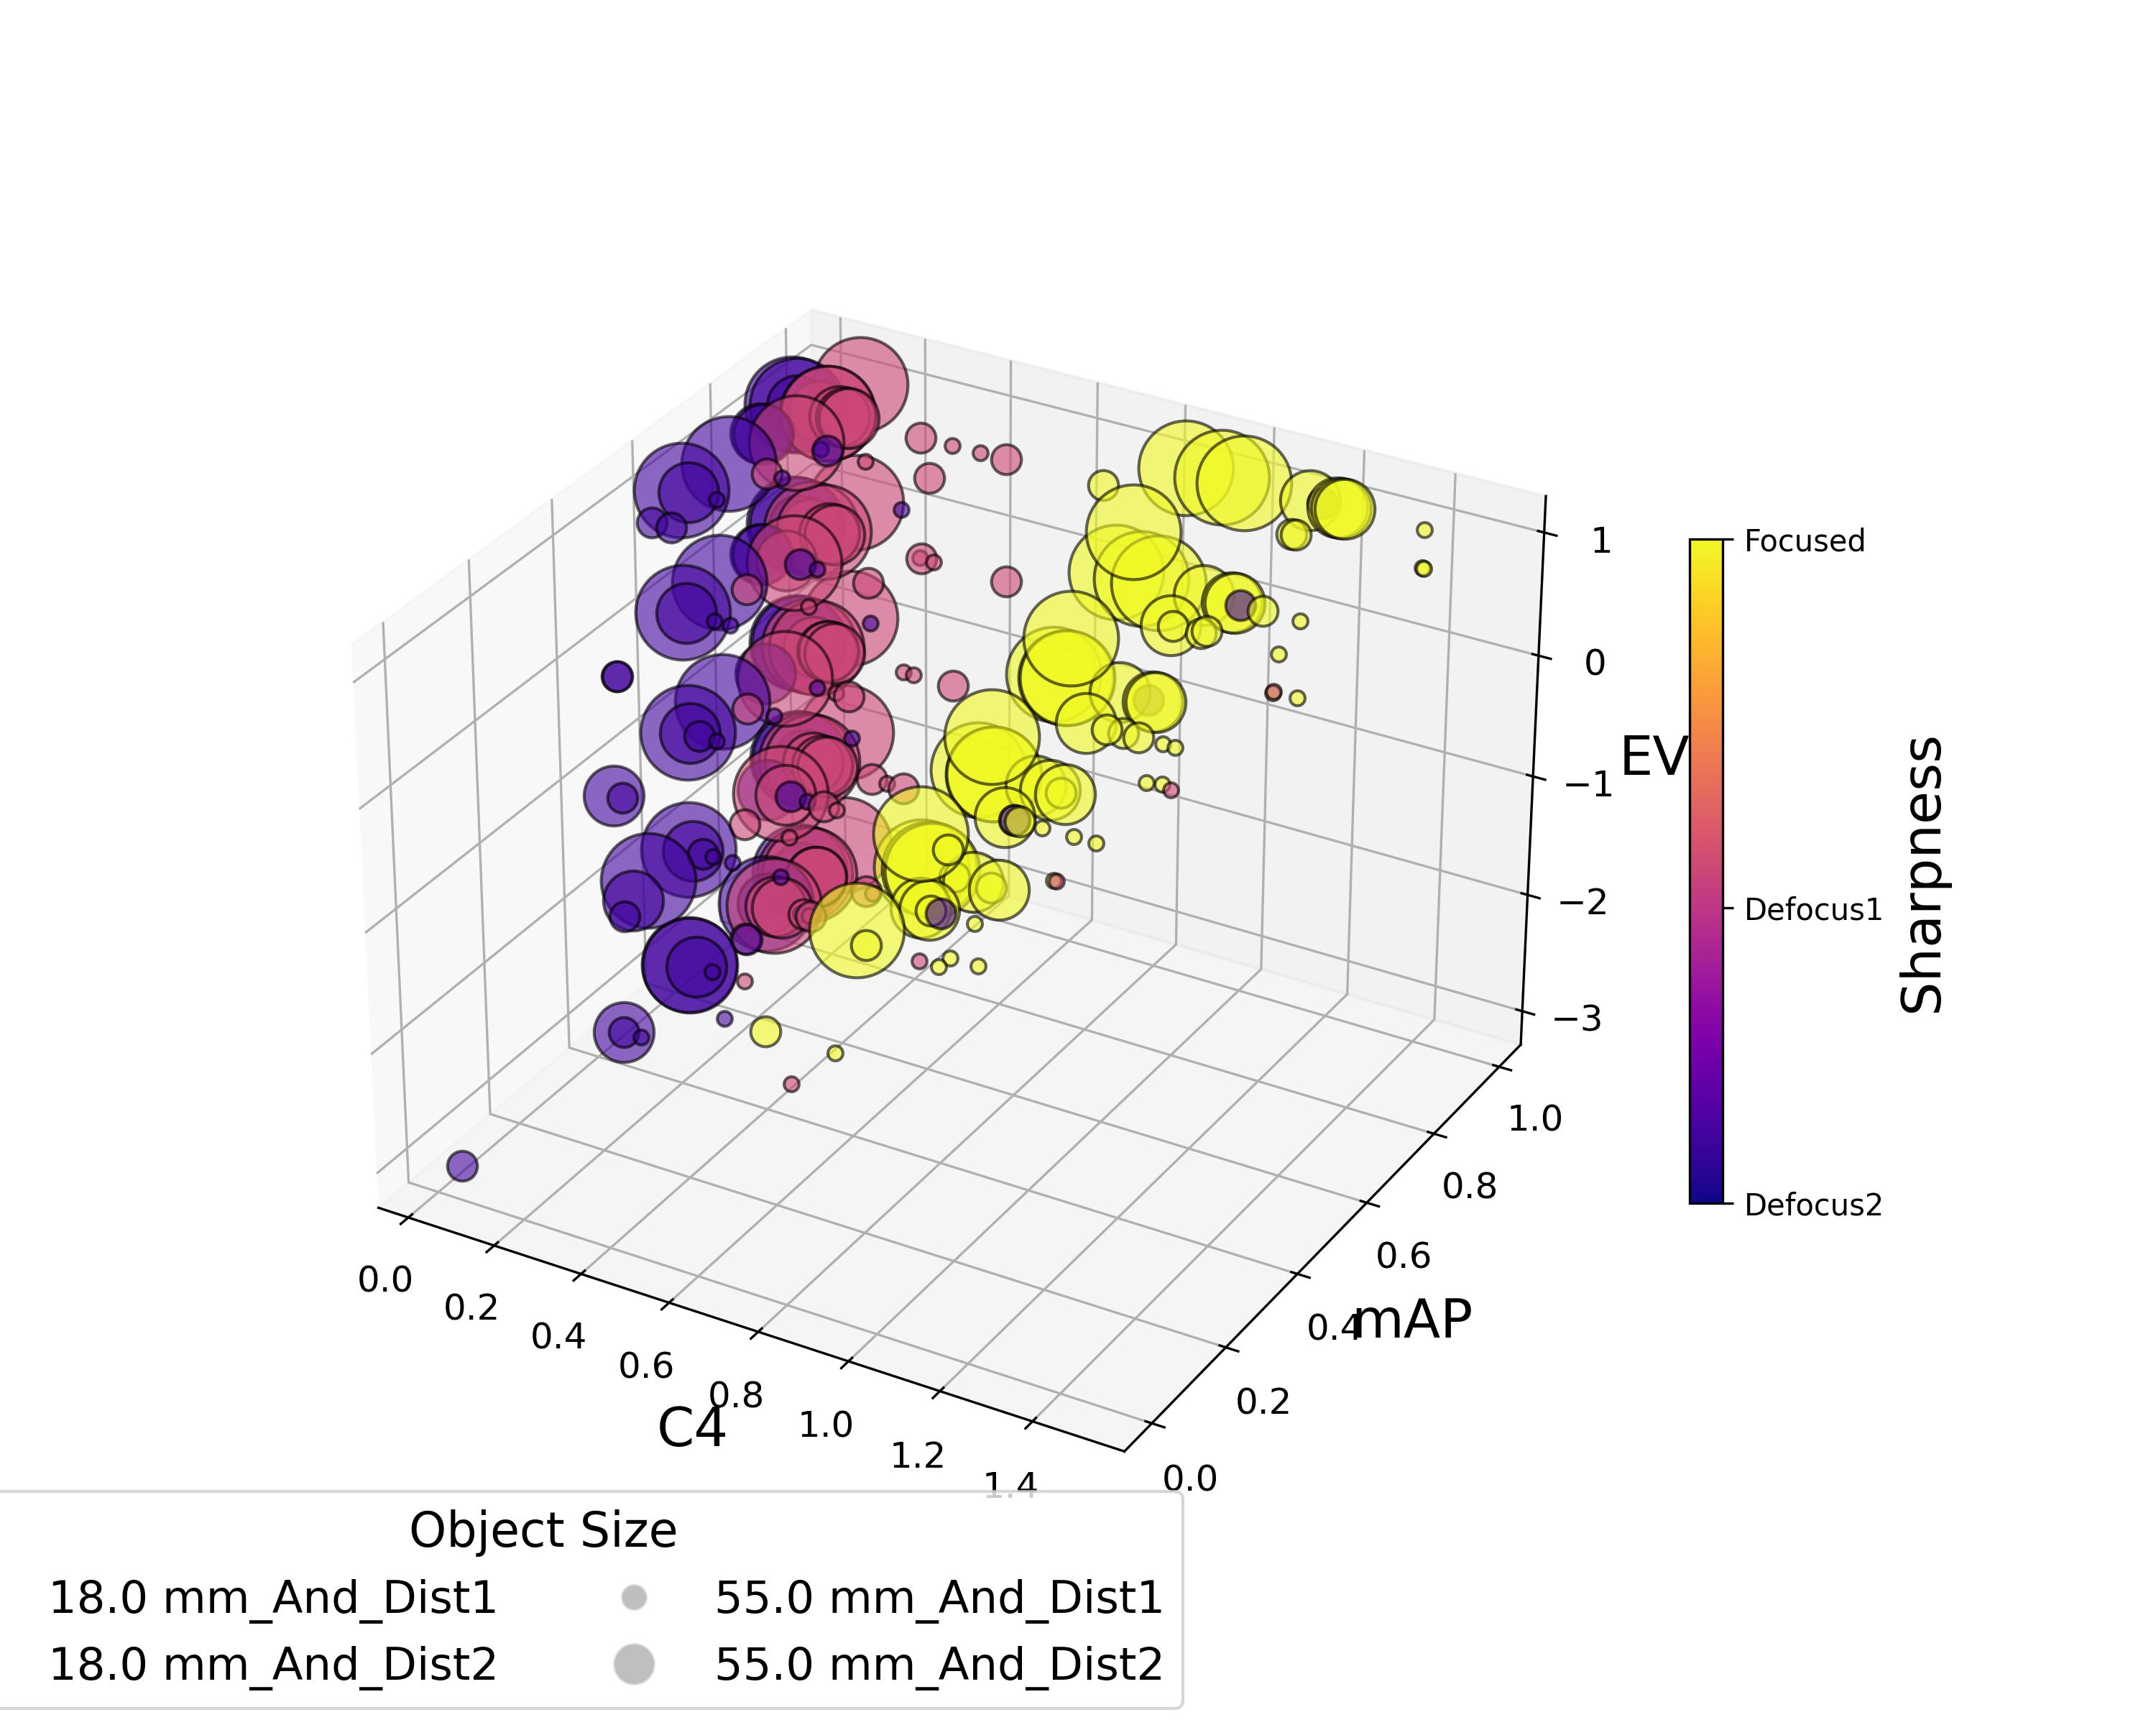 1
0
−1
−2
−3
EV
1.0
0.8
0.6
0.4
0.2
0.0
mAP
0.0
0.2
0.4
0.6
0.8
1.0
1.2
1.4
C4
Focused
Defocus1
Defocus2
Sharpness
Object Size
18.0 mm_And_Dist1
55.0 mm_And_Dist1
18.0 mm_And_Dist2
55.0 mm_And_Dist2